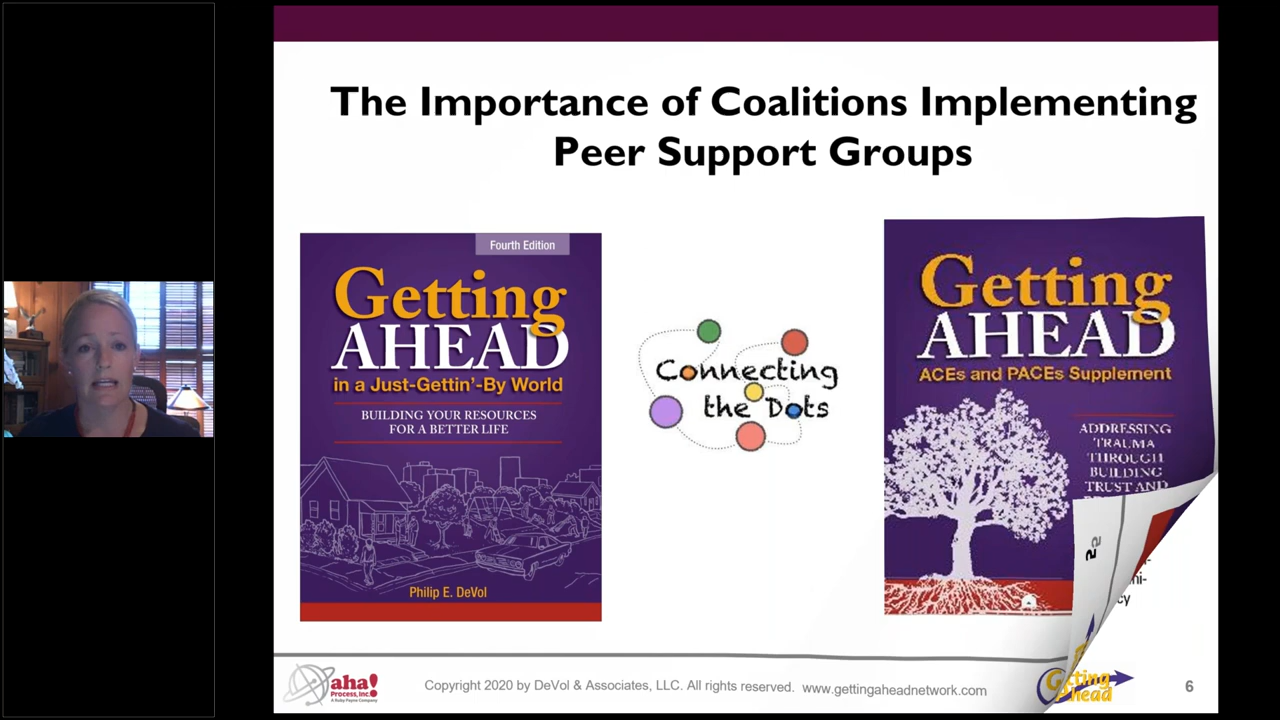 The Importance of Coalitions Implementing
Peer Support Groups
Fourth Edition
Getting
AHEAD
in a Just-Gettin'-By World
BUILDING YOUR RESOURCES
FOR A BETTER LIFE
Philip E. DeVol
Connecting
the Dots
Getting
AHEAD
ACEs and PACEs Supplement
ADDRESSING
TRAUMA
THROUGH
BUILDING
TRUST AND
aha!
Process, Inc.
A Ruby Payne Company
Copyright 2020 by DeVol & Associates, LLC. All rights reserved. www.gettingaheadnetwork.com
Getting
Ahead
6